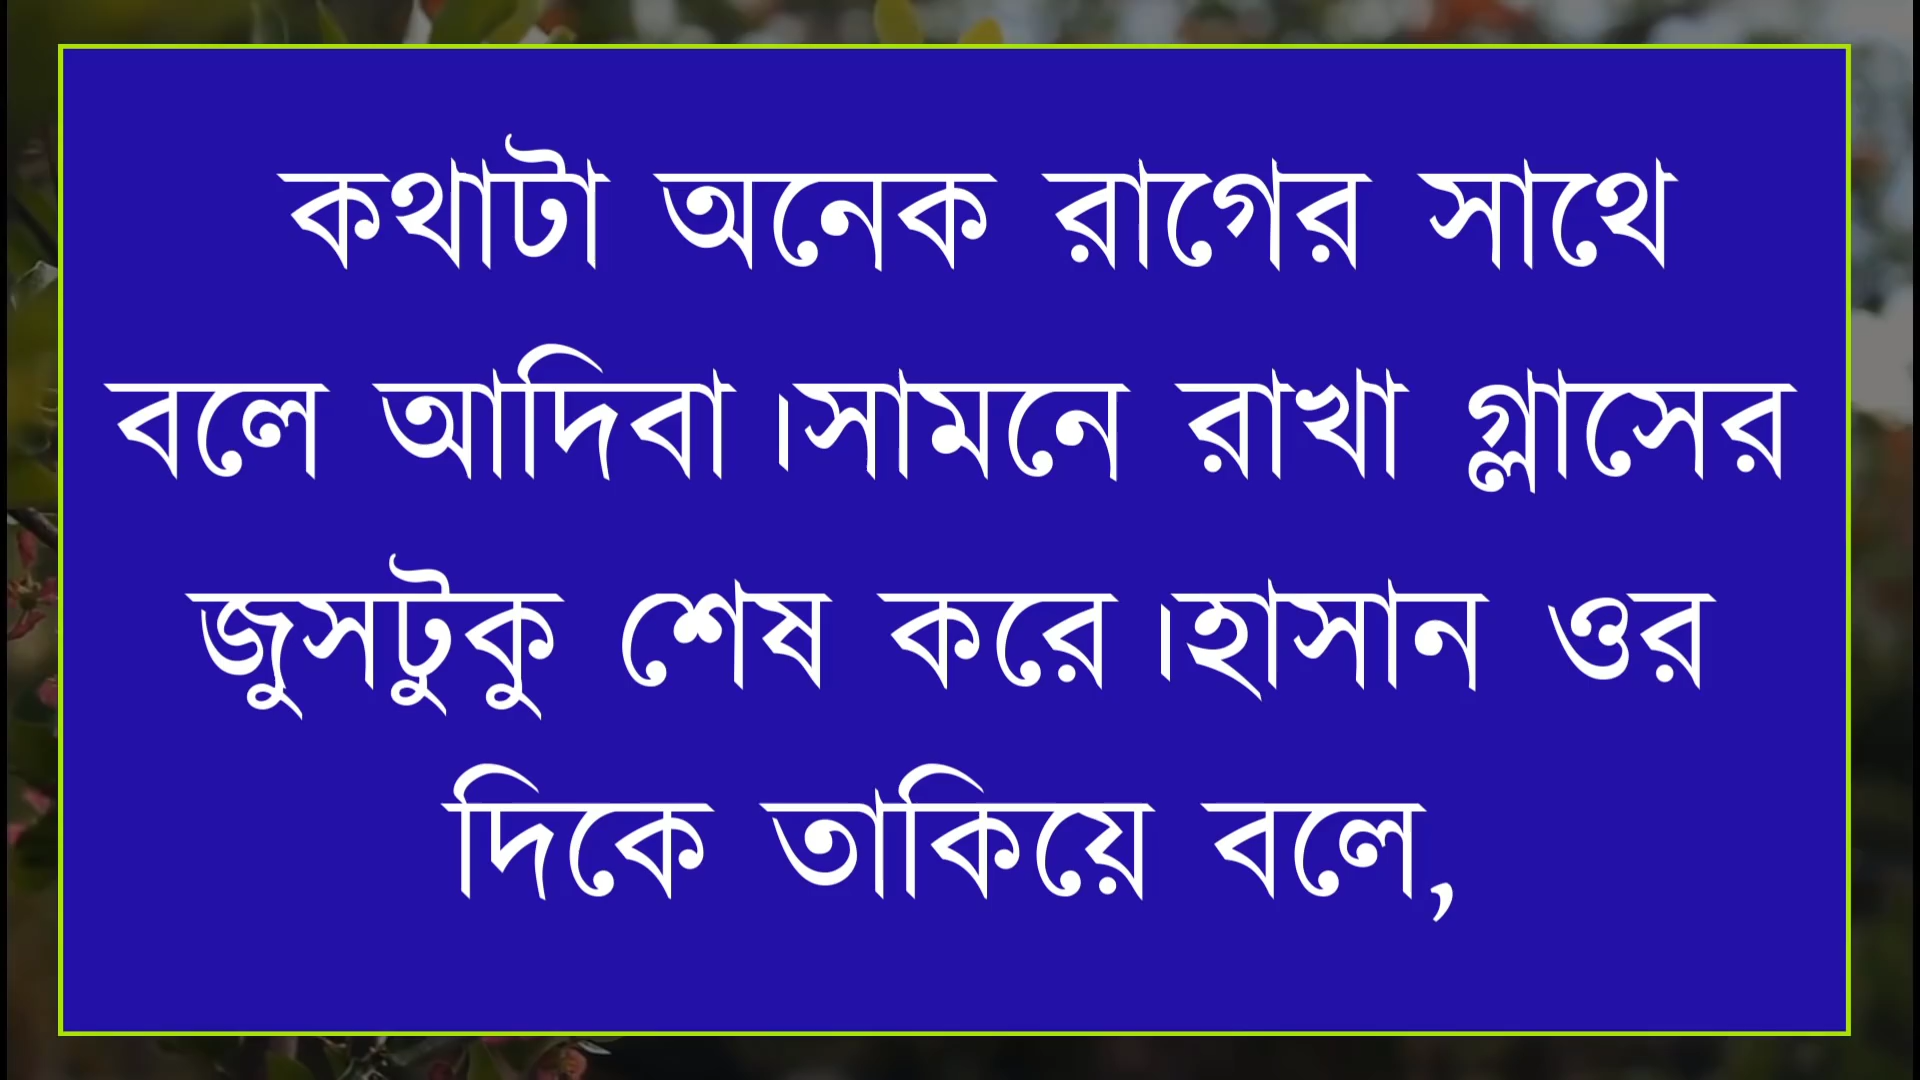 কথাটা অনেক রাগের সাথে
বলে আদিবা।সামনে রাখা গ্লাসের
জুসটুকু শেষ করে।হাসান ওর
দিকে তাকিয়ে বলে,